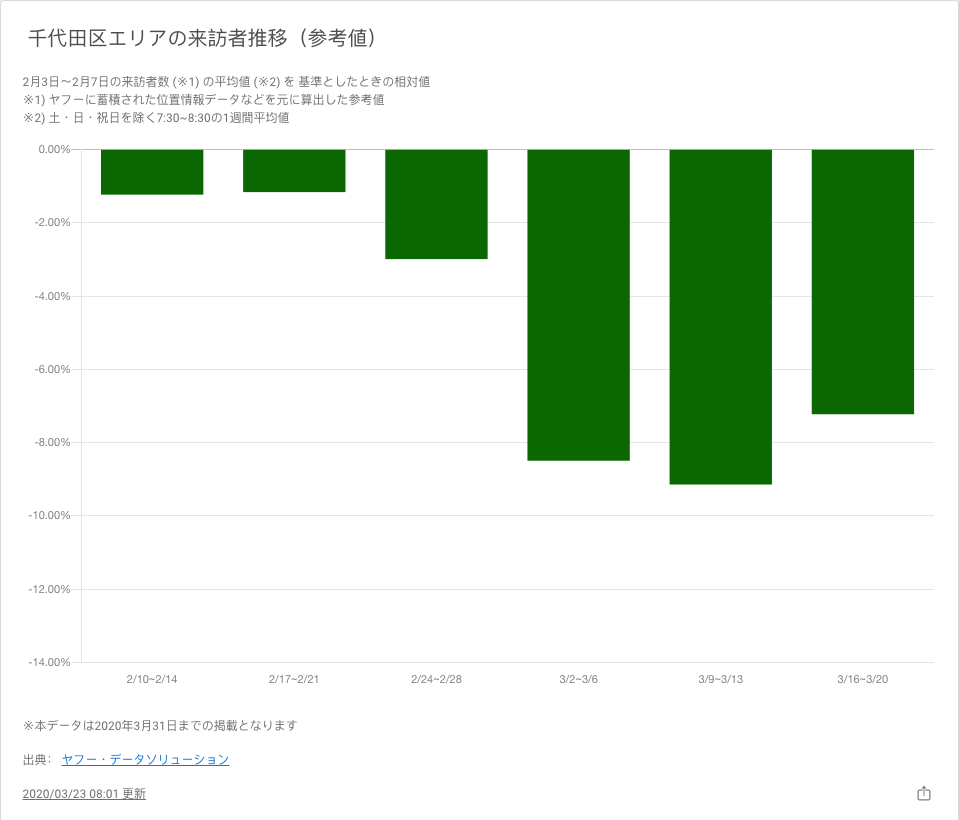 千代田区エリアの来訪者推移（参考値）
2月3日～2月7日の来訪者数 (※1) の平均値 (※2) を 基準としたときの相対値
※1) ヤフーに蓄積された位置情報データなどを元に算出した参考値
※2) 土・日・祝日を除く7:30~8:30の1週間平均値
0.00%
-2.00%
-4.00%
-6.00%
-8.00%
-10.00%
-12.00%
-14.00%
2/10~2/14 2/17~2/21 2/24~2/28 3/2~3/6 3/9~3/13 3/16~3/20
※本データは2020年3月31日までの掲載となります
出典： ヤフー・データソリューション
2020/03/23 08:01 更新